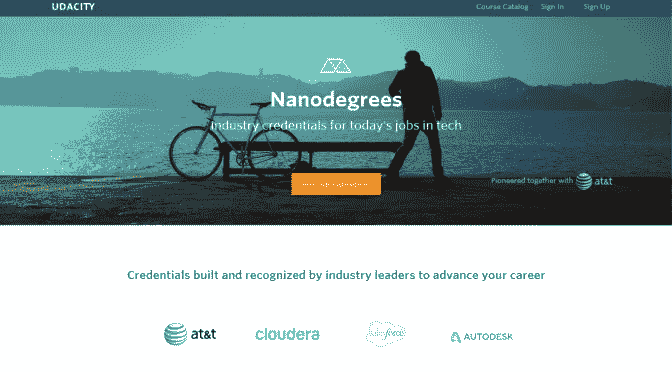 UDACITY
Course Catalog Sign In Sign Up
Nanodegrees
Industry credentials for today's jobs in tech
Pioneered together with at&t
Credentials built and recognized by industry leaders to advance your career
at&t cloudera salesforce AUTODESK